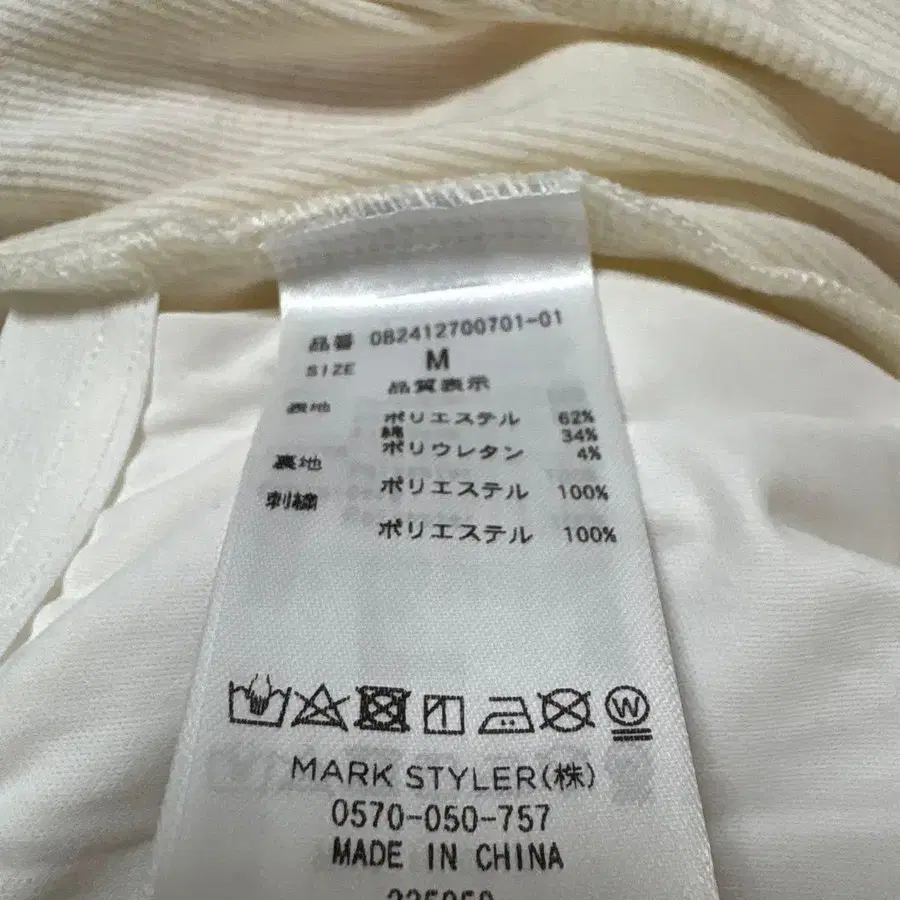 品番 082412700701-01
SIZE M
品質表示
表地 ポリエステル 62%
綿 34%
ポリウレタン 4%
裏地 ポリエステル 100%
刺繍 ポリエステル 100%
W
MARK STYLER(株)
0570-050-757
MADE IN CHINA